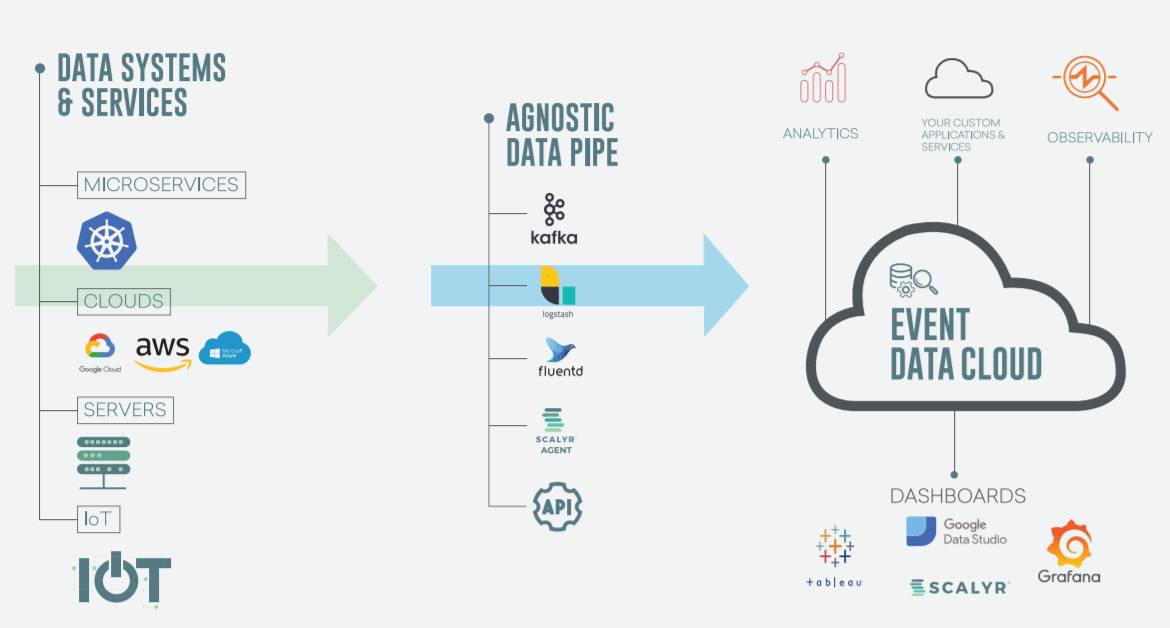 DATA SYSTEMS
& SERVICES
MICROSERVICES
CLOUDS
Google Cloud
aws
Microsoft
Azure
SERVERS
IoT
IOT
AGNOSTIC
DATA PIPE
kafka
logstash
fluentd
SCALYR
AGENT
API
ANALYTICS
YOUR CUSTOM
APPLICATIONS &
SERVICES
OBSERVABILITY
EVENT
DATA CLOUD
DASHBOARDS
+ableau
Google
Data Studio
SCALYR™
Grafana